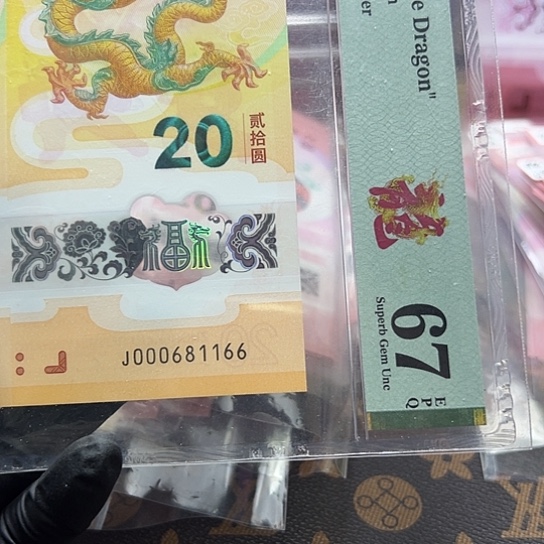 20
贰拾圆
福
J000681166
e Dragon"
n
er
67
EPQ
Superb Gem Unc